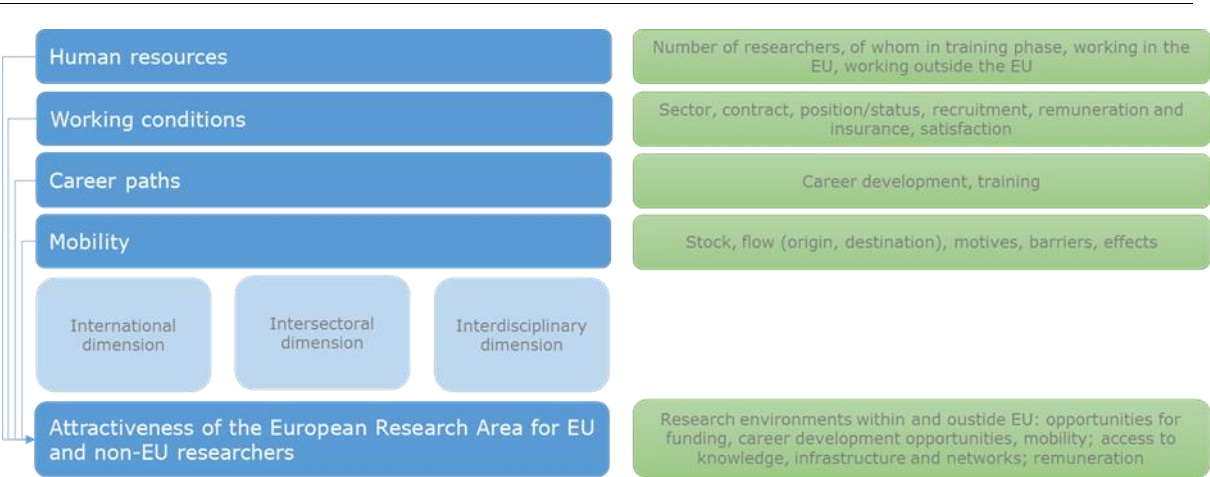 Human resources
Number of researchers, of whom in training phase, working in the
EU, working outside the EU
Working conditions
Sector, contract, position/status, recruitment, remuneration and
insurance, satisfaction
Career paths
Career development, training
Mobility
Stock, flow (origin, destination), motives, barriers, effects
International
dimension
Intersectoral
dimension
Interdisciplinary
dimension
Attractiveness of the European Research Area for EU
and non-EU researchers
Research environments within and oustide EU: opportunities for
funding, career development opportunities, mobility; access to
knowledge, infrastructure and networks; remuneration